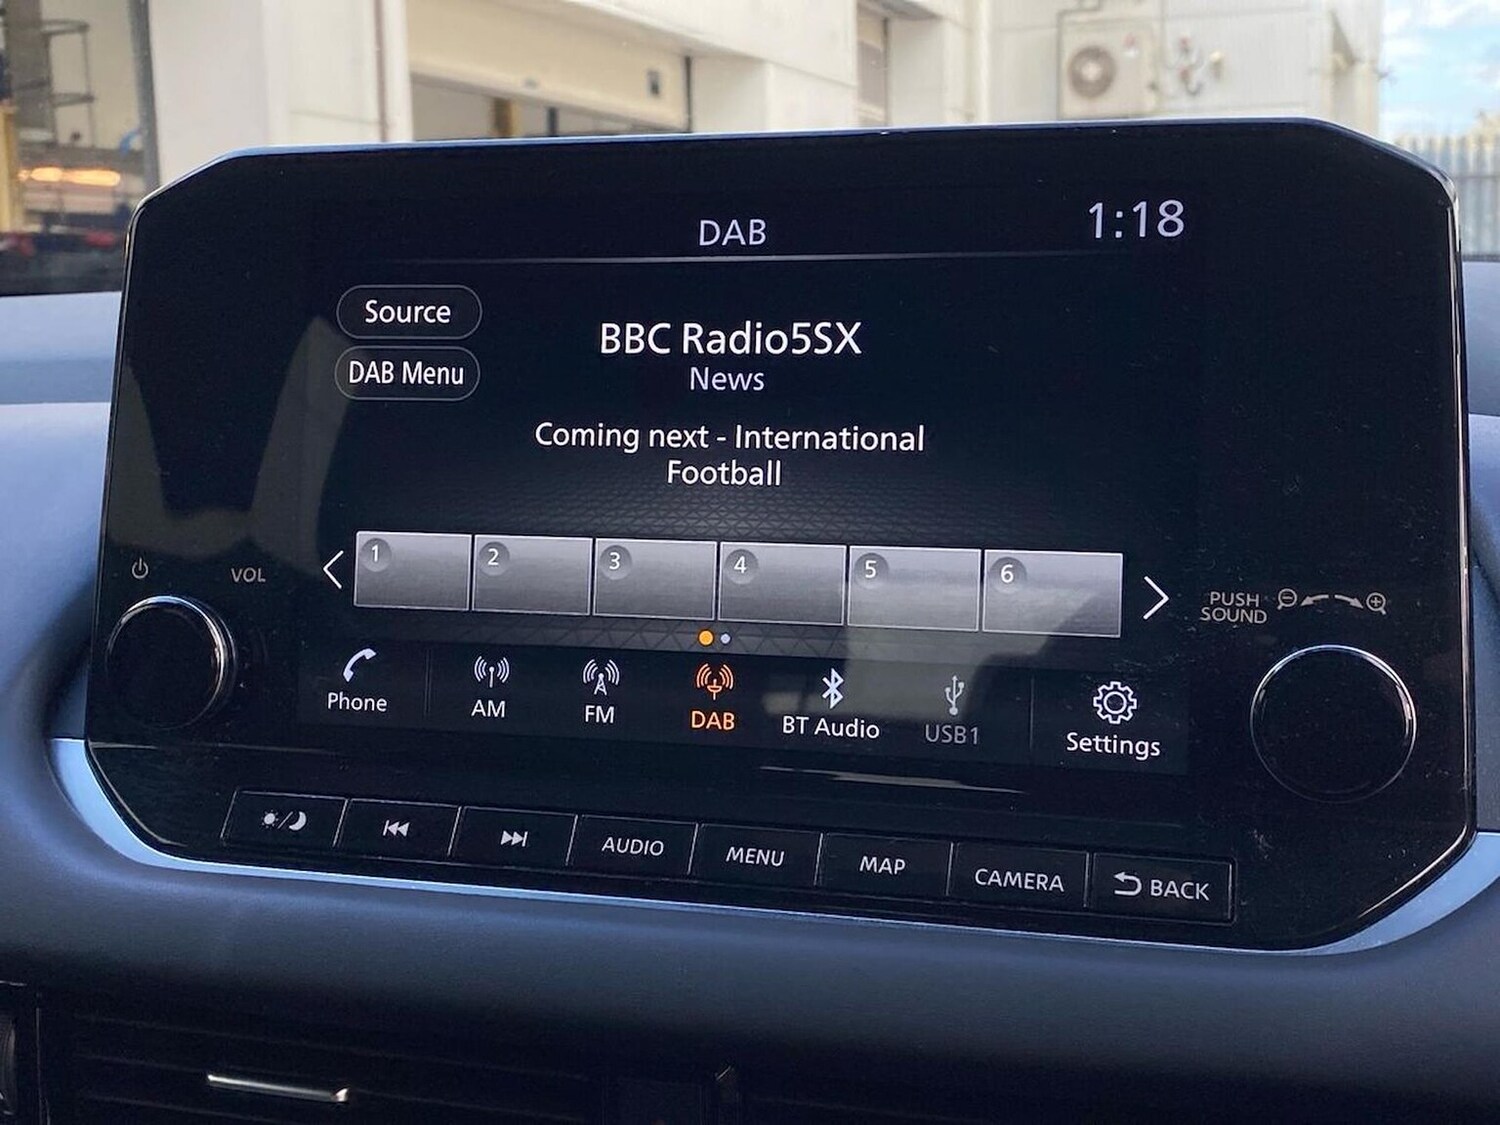 DAB
1:18
Source
BBC Radio5SX
DAB Menu
News
Coming next - International
Football
1 2 3 4 5 6
VOL
PUSH
SOUND
Phone
AM
FM
DAB
BT Audio
USB1
Settings
AUDIO
MENU
MAP
CAMERA
BACK